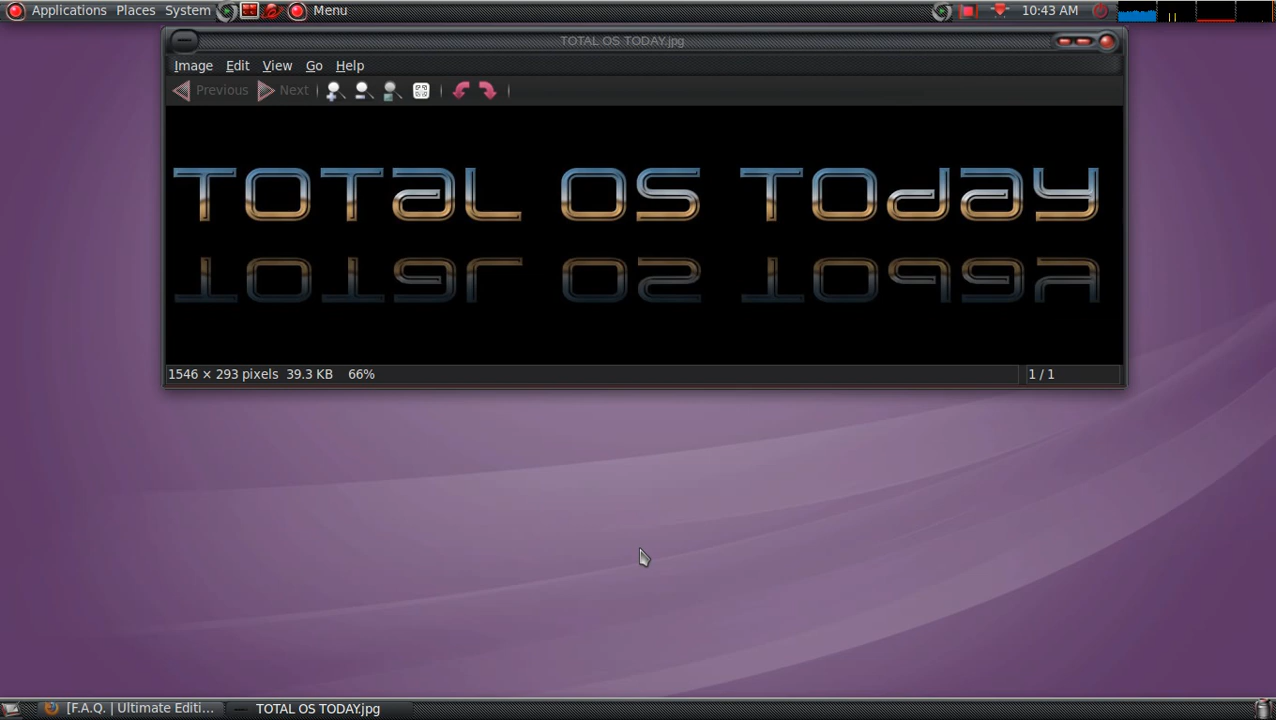 Applications Places System Menu 10:43 AM
TOTAL OS TODAY.jpg
Image Edit View Go Help
Previous Next
TOTaL OS TOdaY
1546 × 293 pixels 39.3 KB 66% 1 / 1
[F.A.Q. | Ultimate Editi... TOTAL OS TODAY.jpg